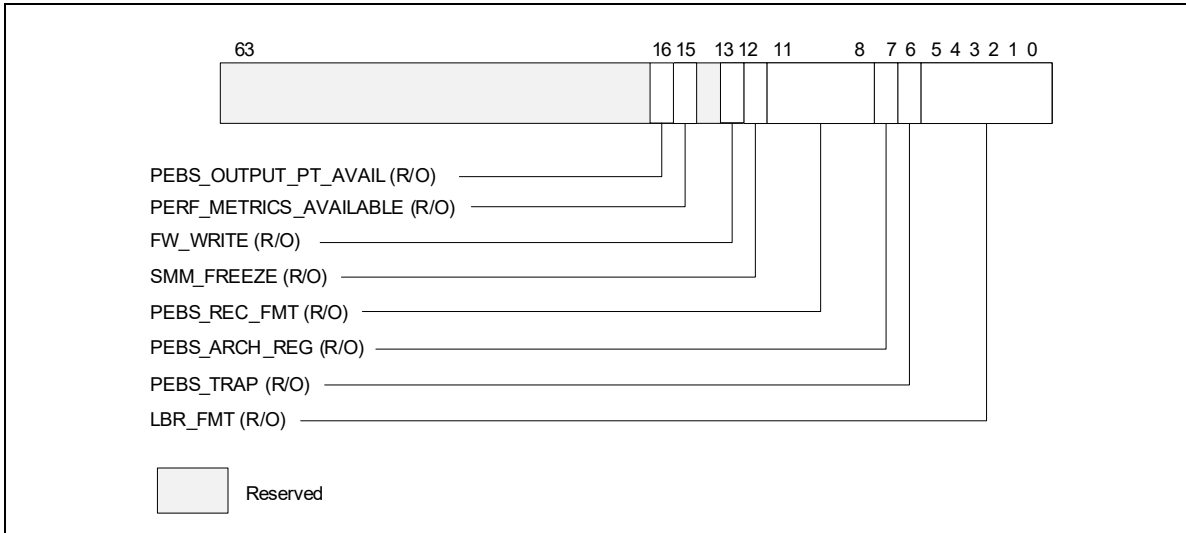 63 16 15 13 12 11 8 7 6 5 4 3 2 1 0
PEBS_OUTPUT_PT_AVAIL (R/O)
PERF_METRICS_AVAILABLE (R/O)
FW_WRITE (R/O)
SMM_FREEZE (R/O)
PEBS_REC_FMT (R/O)
PEBS_ARCH_REG (R/O)
PEBS_TRAP (R/O)
LBR_FMT (R/O)
Reserved